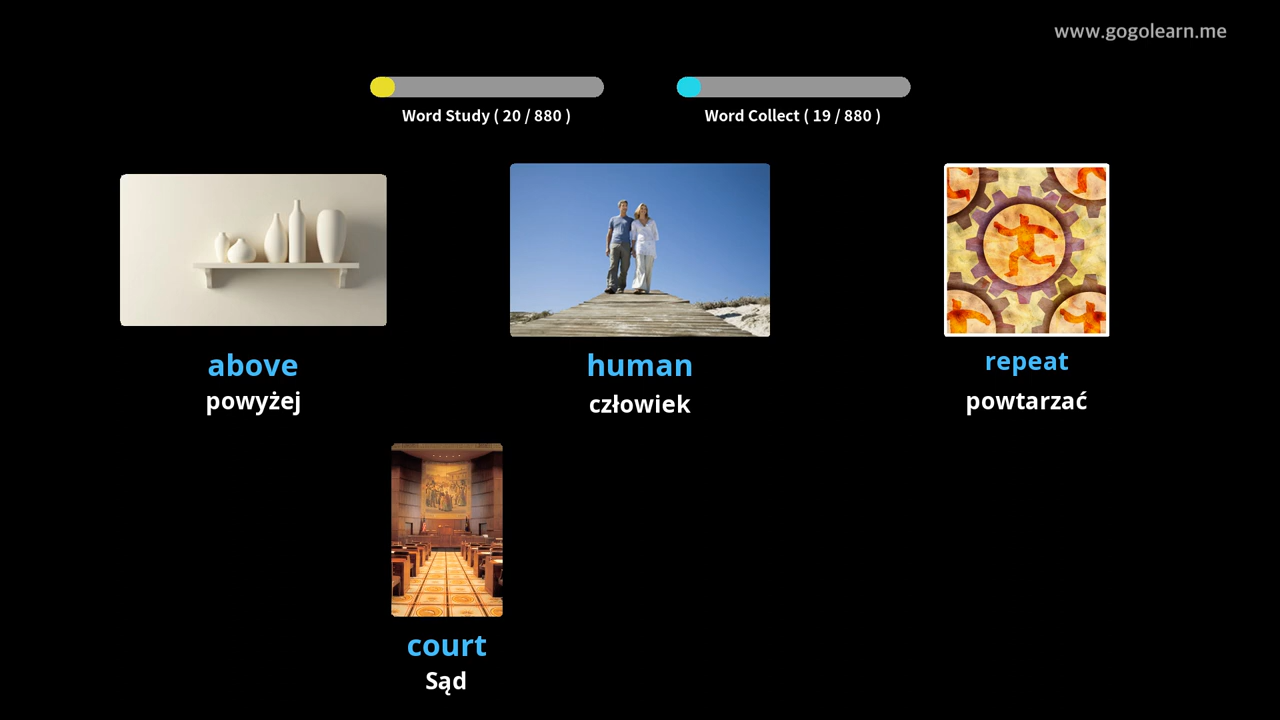 www.gogolearn.me
Word Study ( 20 / 880 )
Word Collect ( 19 / 880 )
above
powyżej
human
człowiek
repeat
powtarzać
court
Sąd